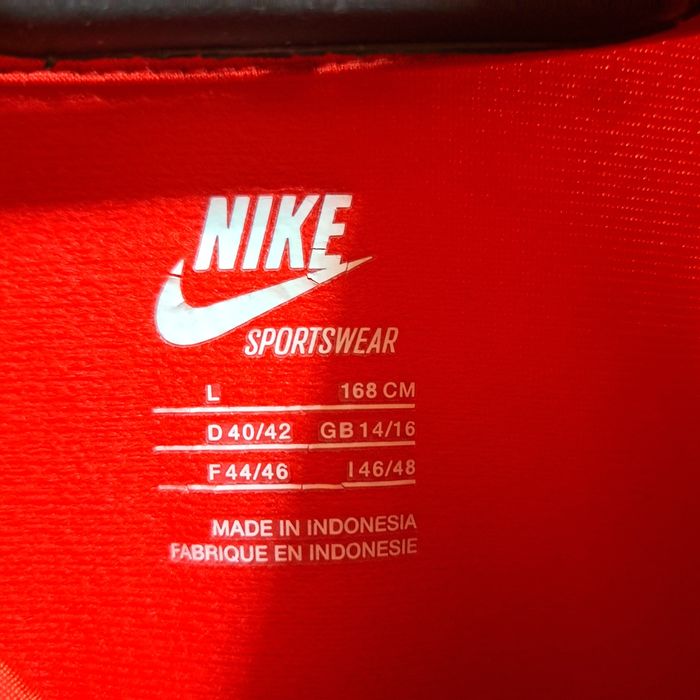 NIKE
SPORTSWEAR
L 168 CM
D 40/42 GB 14/16
F 44/46 I 46/48
MADE IN INDONESIA
FABRIQUE EN INDONESIE